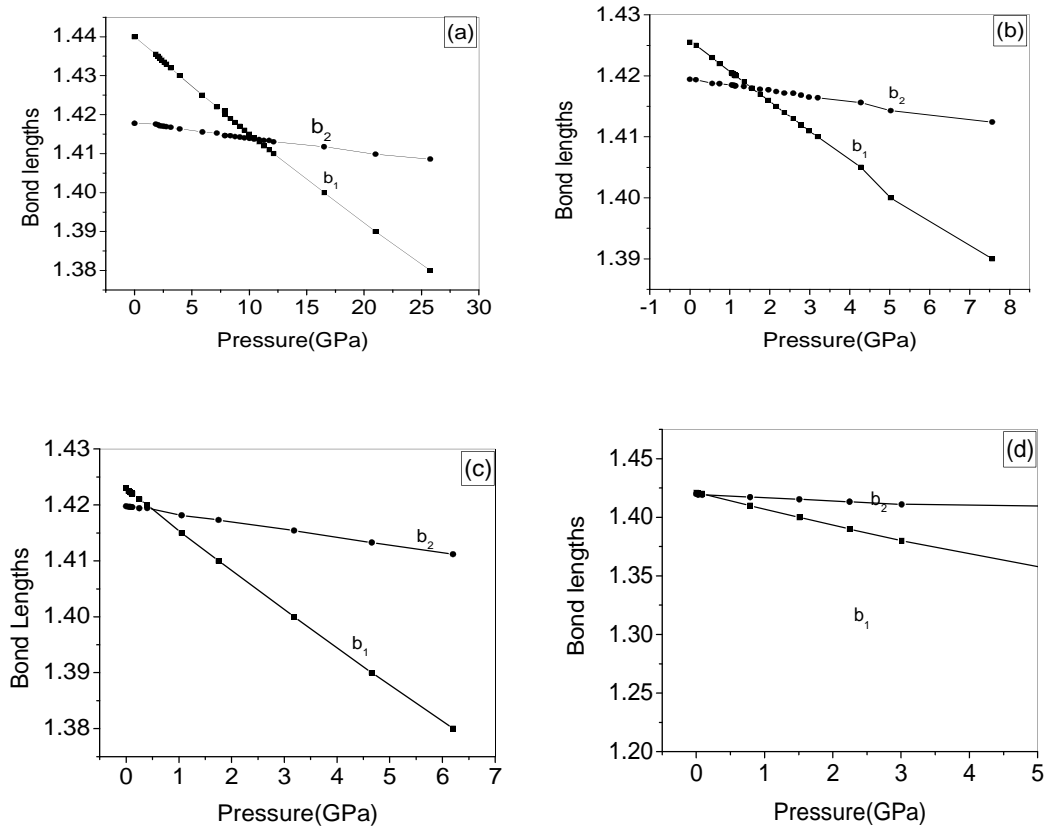 (a)
1.44
1.43
1.42
1.41
1.40
1.39
1.38
Bond lengths
b2
b1
0 5 10 15 20 25 30
Pressure(GPa)
(b)
1.43
1.42
1.41
1.40
1.39
Bond lengths
b2
b1
-1 0 1 2 3 4 5 6 7 8
Pressure(GPa)
(c)
1.43
1.42
1.41
1.40
1.39
1.38
Bond Lengths
b2
b1
0 1 2 3 4 5 6 7
Pressure(GPa)
(d)
1.45
1.40
1.35
1.30
1.25
1.20
Bond lengths
b2
b1
0 1 2 3 4 5
Pressure(GPa)